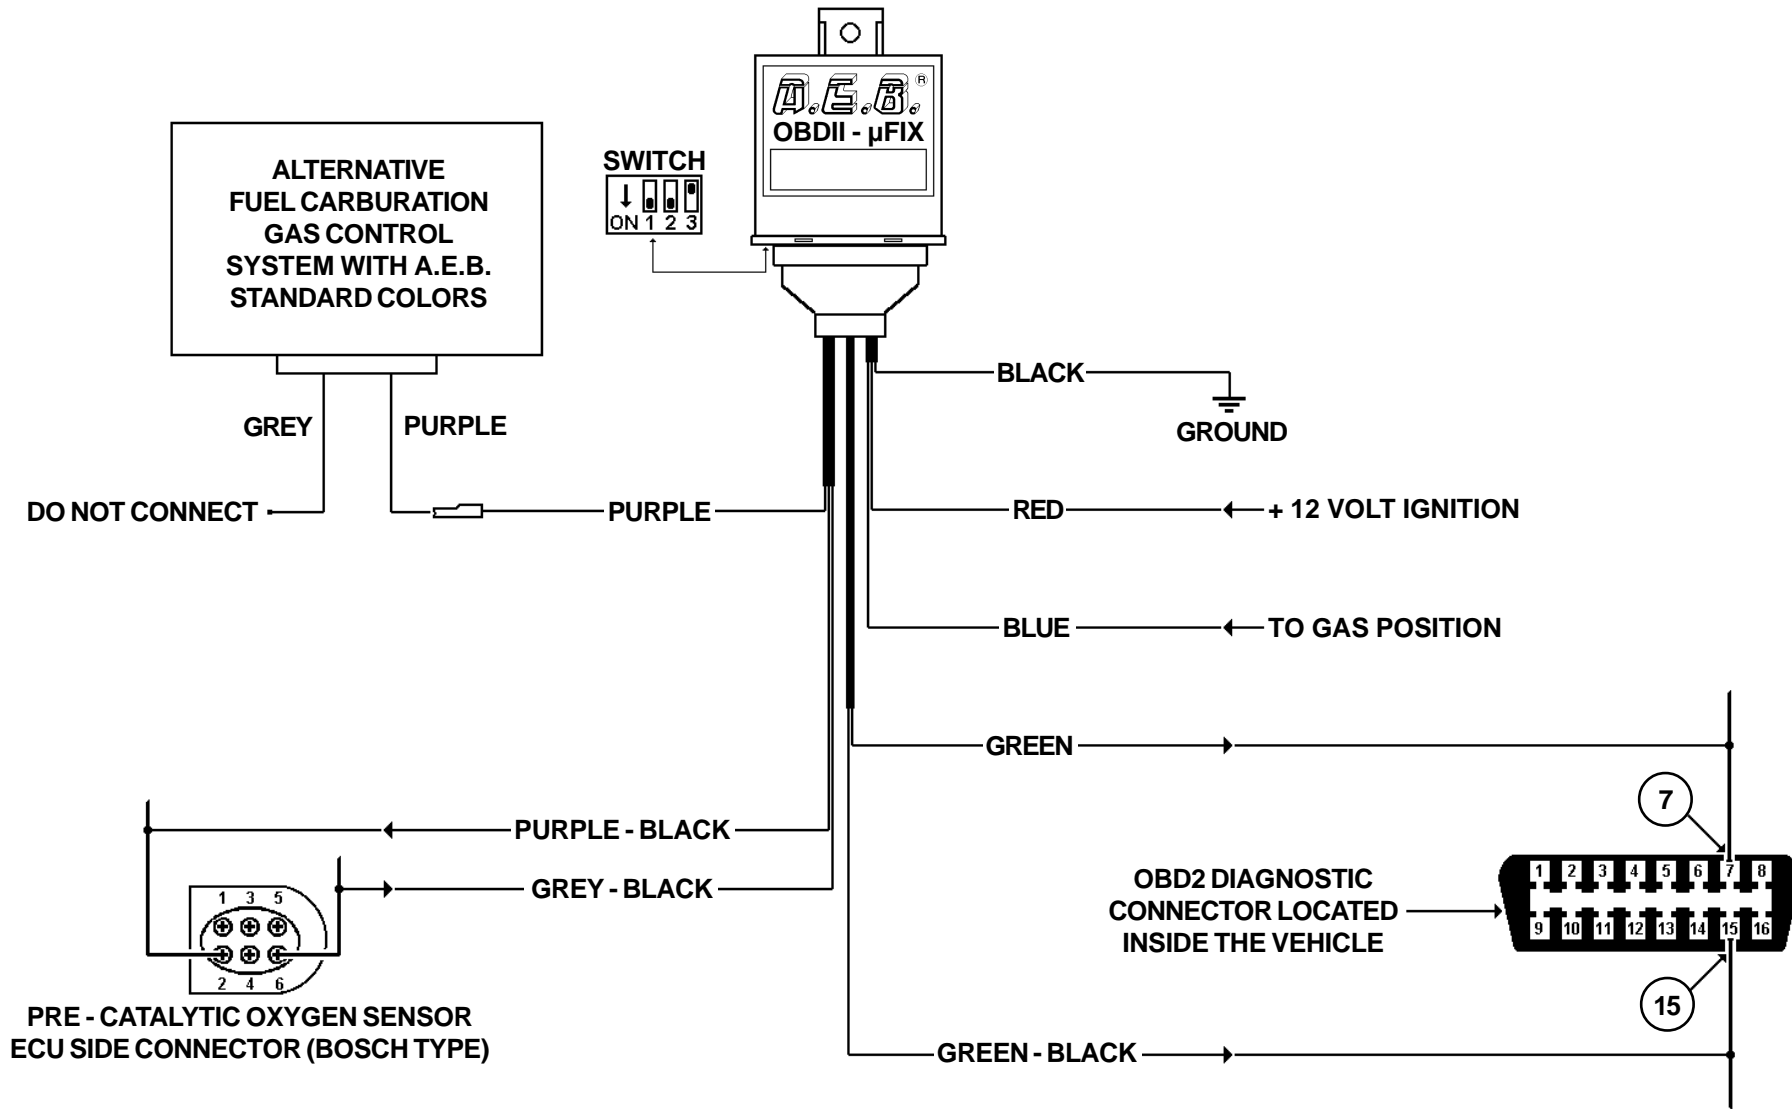 A.E.B.®
OBDII - µFIX
SWITCH
ON 1 2 3
ALTERNATIVE
FUEL CARBURATION
GAS CONTROL
SYSTEM WITH A.E.B.
STANDARD COLORS
GREY
PURPLE
DO NOT CONNECT
PURPLE
BLACK
GROUND
RED
+ 12 VOLT IGNITION
BLUE
TO GAS POSITION
GREEN
PURPLE - BLACK
GREY - BLACK
1 3 5
2 4 6
PRE - CATALYTIC OXYGEN SENSOR
ECU SIDE CONNECTOR (BOSCH TYPE)
7
OBD2 DIAGNOSTIC
CONNECTOR LOCATED
INSIDE THE VEHICLE
1 2 3 4 5 6 7 8
9 10 11 12 13 14 15 16
15
GREEN - BLACK